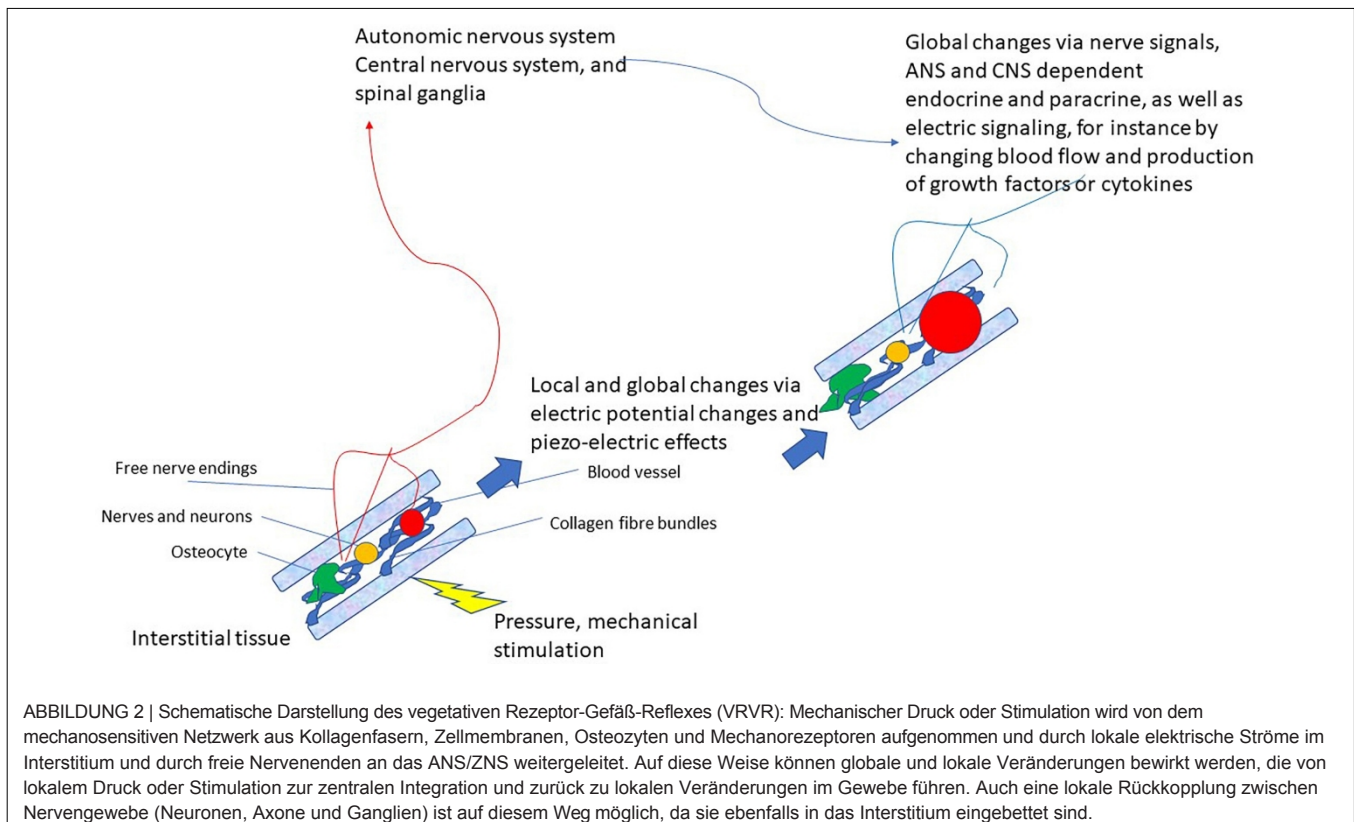 Autonomic nervous system
Central nervous system, and
spinal ganglia
Global changes via nerve signals,
ANS and CNS dependent
endocrine and paracrine, as well as
electric signaling, for instance by
changing blood flow and production
of growth factors or cytokines
Local and global changes via
electric potential changes and
piezo-electric effects
Free nerve endings
Blood vessel
Nerves and neurons
Collagen fibre bundles
Osteocyte
Interstitial tissue
Pressure, mechanical
stimulation
ABBILDUNG 2 | Schematische Darstellung des vegetativen Rezeptor-Gefäß-Reflexes (VRVR): Mechanischer Druck oder Stimulation wird von dem
mechanosensitiven Netzwerk aus Kollagenfasern, Zellmembranen, Osteozyten und Mechanorezeptoren aufgenommen und durch lokale elektrische Ströme im
Interstitium und durch freie Nervenenden an das ANS/ZNS weitergeleitet. Auf diese Weise können globale und lokale Veränderungen bewirkt werden, die von
lokalem Druck oder Stimulation zur zentralen Integration und zurück zu lokalen Veränderungen im Gewebe führen. Auch eine lokale Rückkopplung zwischen
Nervengewebe (Neuronen, Axone und Ganglien) ist auf diesem Weg möglich, da sie ebenfalls in das Interstitium eingebettet sind.